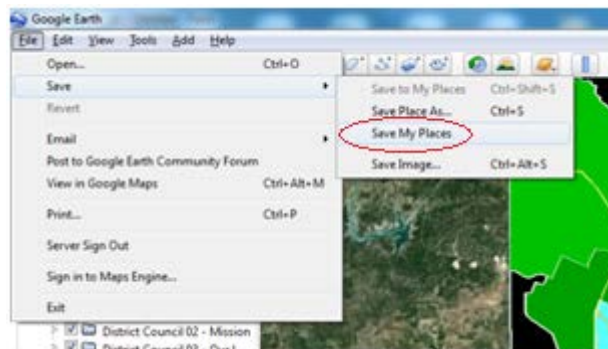 Google Earth
File Edit View Tools Add Help
Open... Ctrl+O
Save
Revert
Email
Post to Google Earth Community Forum
View in Google Maps Ctrl+Alt+M
Print... Ctrl+P
Server Sign Out
Sign in to Maps Engine...
Exit
Save to My Places Ctrl+Shift+S
Save Place As... Ctrl+S
Save My Places
Save Image... Ctrl+Alt+S
District Council 02 - Mission
District Council 03 -